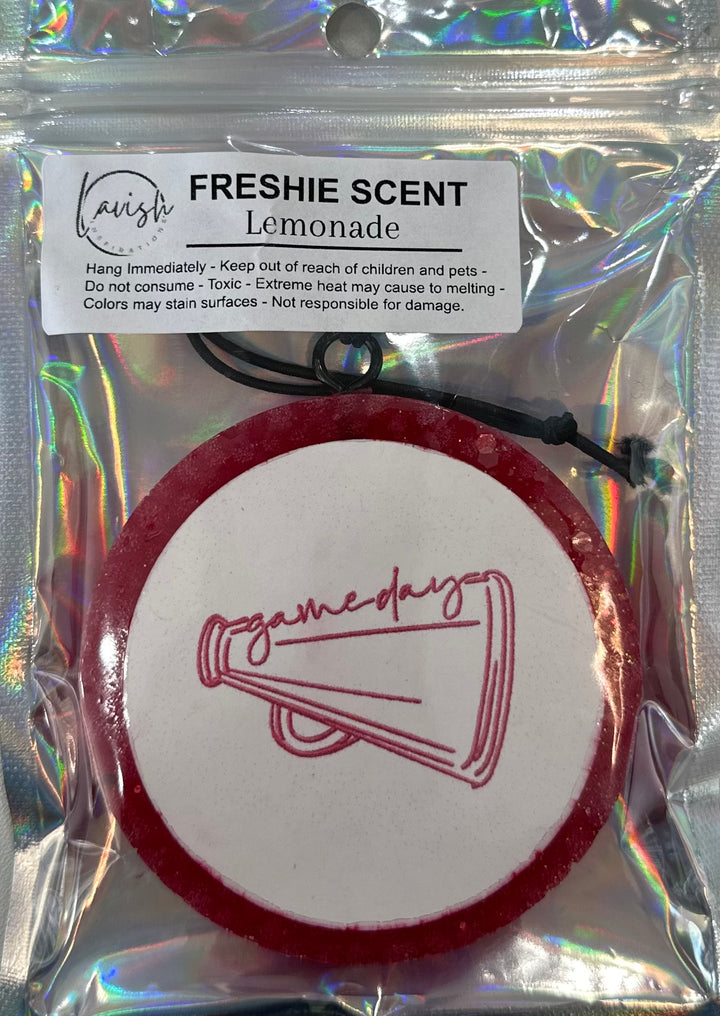 Lavish
INSPIRATIONS
FRESHIE SCENT
Lemonade
Hang Immediately - Keep out of reach of children and pets -
Do not consume - Toxic - Extreme heat may cause to melting -
Colors may stain surfaces - Not responsible for damage.
game day